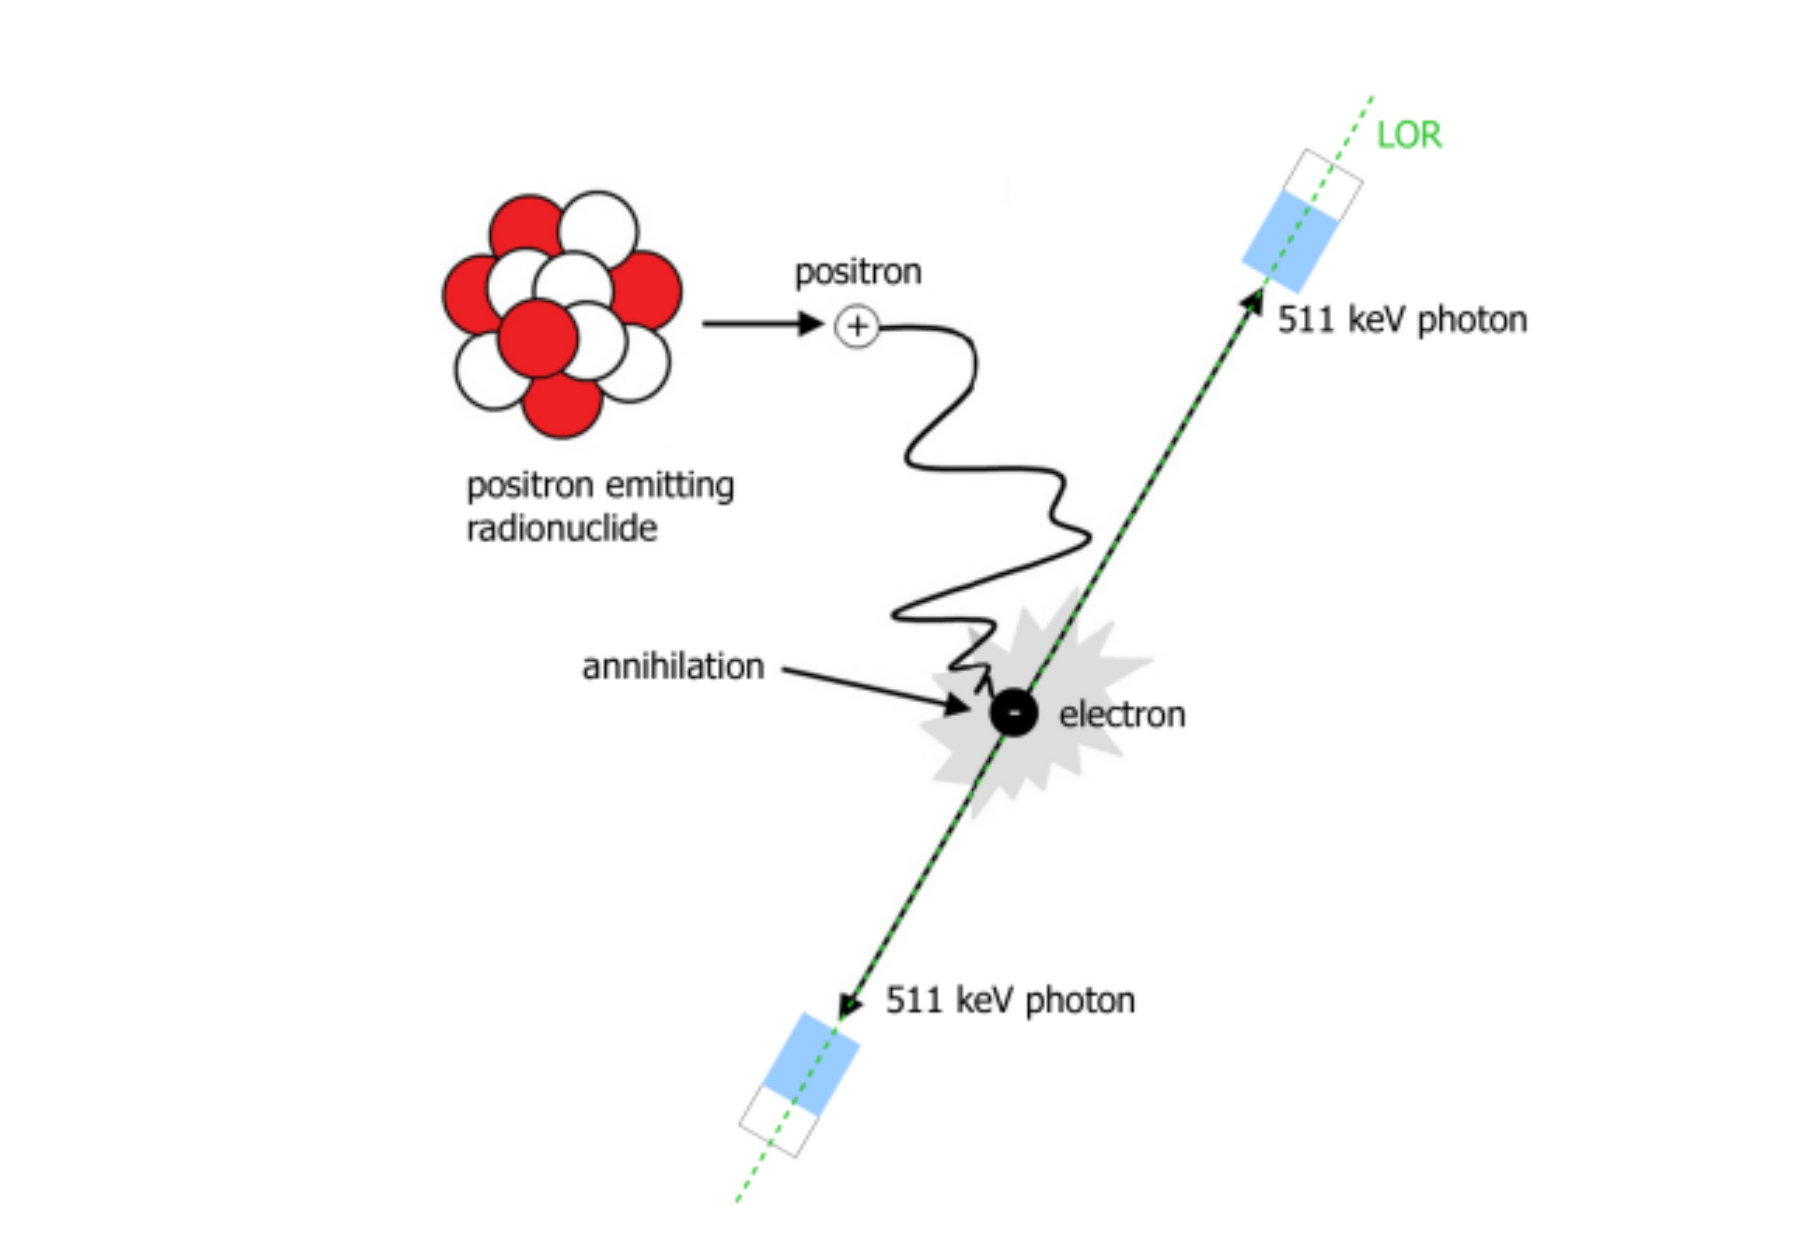 LOR
positron
+
511 keV photon
positron emitting
radionuclide
annihilation
-
electron
511 keV photon